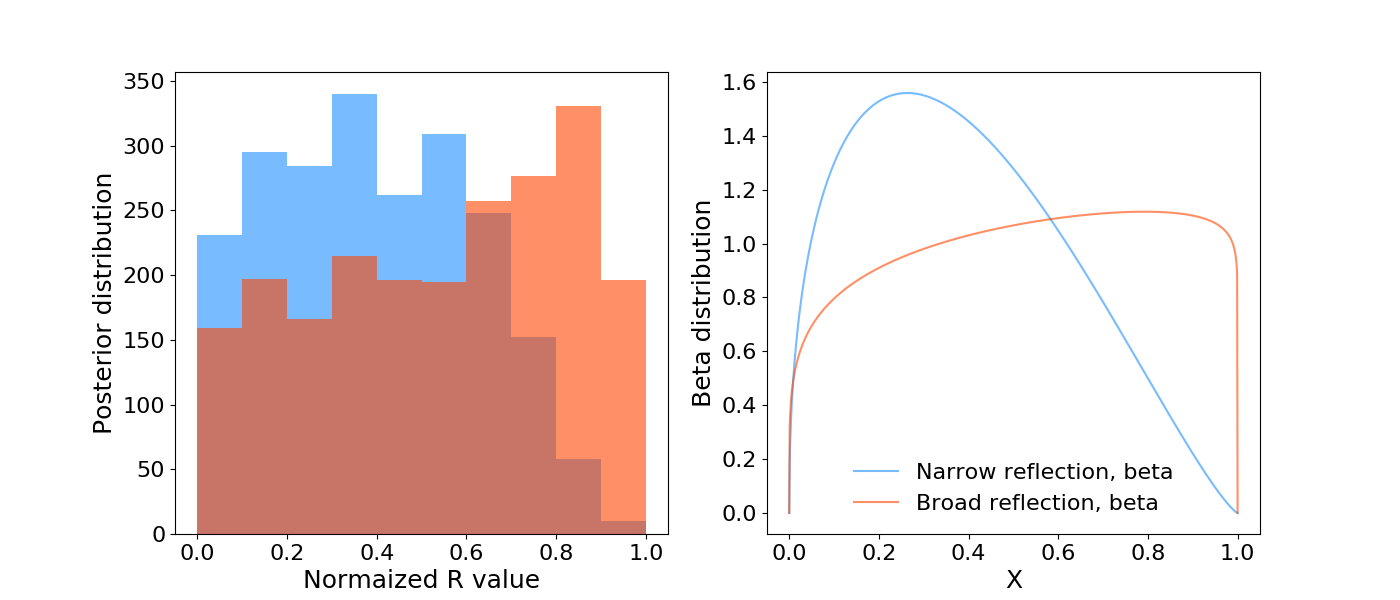 350
300
250
200
150
100
50
0
Posterior distribution
0.0 0.2 0.4 0.6 0.8 1.0
Normaized R value
1.6
1.4
1.2
1.0
0.8
0.6
0.4
0.2
0.0
Beta distribution
Narrow reflection, beta
Broad reflection, beta
0.0 0.2 0.4 0.6 0.8 1.0
X